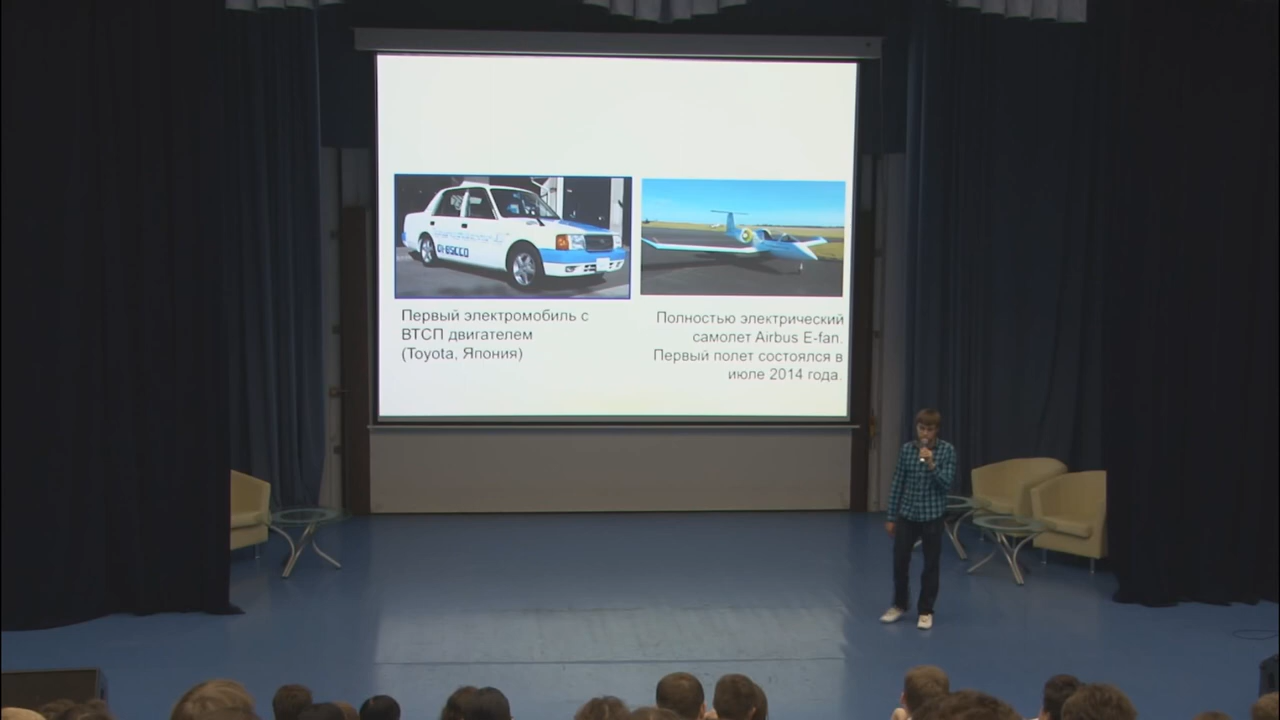 Первый электромобиль с
ВТСП двигателем
(Toyota, Япония)
Полностью электрический
самолет Airbus E-fan.
Первый полет состоялся в
июле 2014 года.